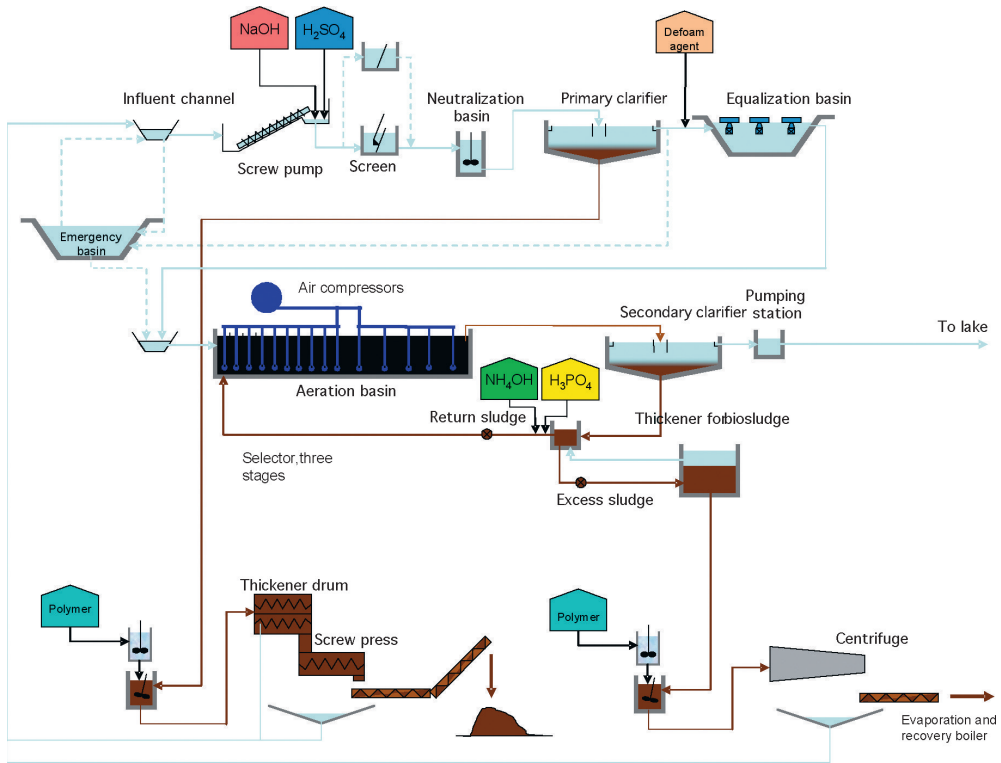 NaOH
H₂SO₄
Defoam
agent
Influent channel
Neutralization
basin
Primary clarifier
Equalization basin
Screw pump
Screen
Emergency
basin
Air compressors
Secondary clarifier
Pumping
station
To lake
Aeration basin
NH₄OH
H₃PO₄
Return sludge
Thickener forbiosludge
Selector,three
stages
Excess sludge
Thickener drum
Polymer
Screw press
Polymer
Centrifuge
Evaporation and
recovery boiler